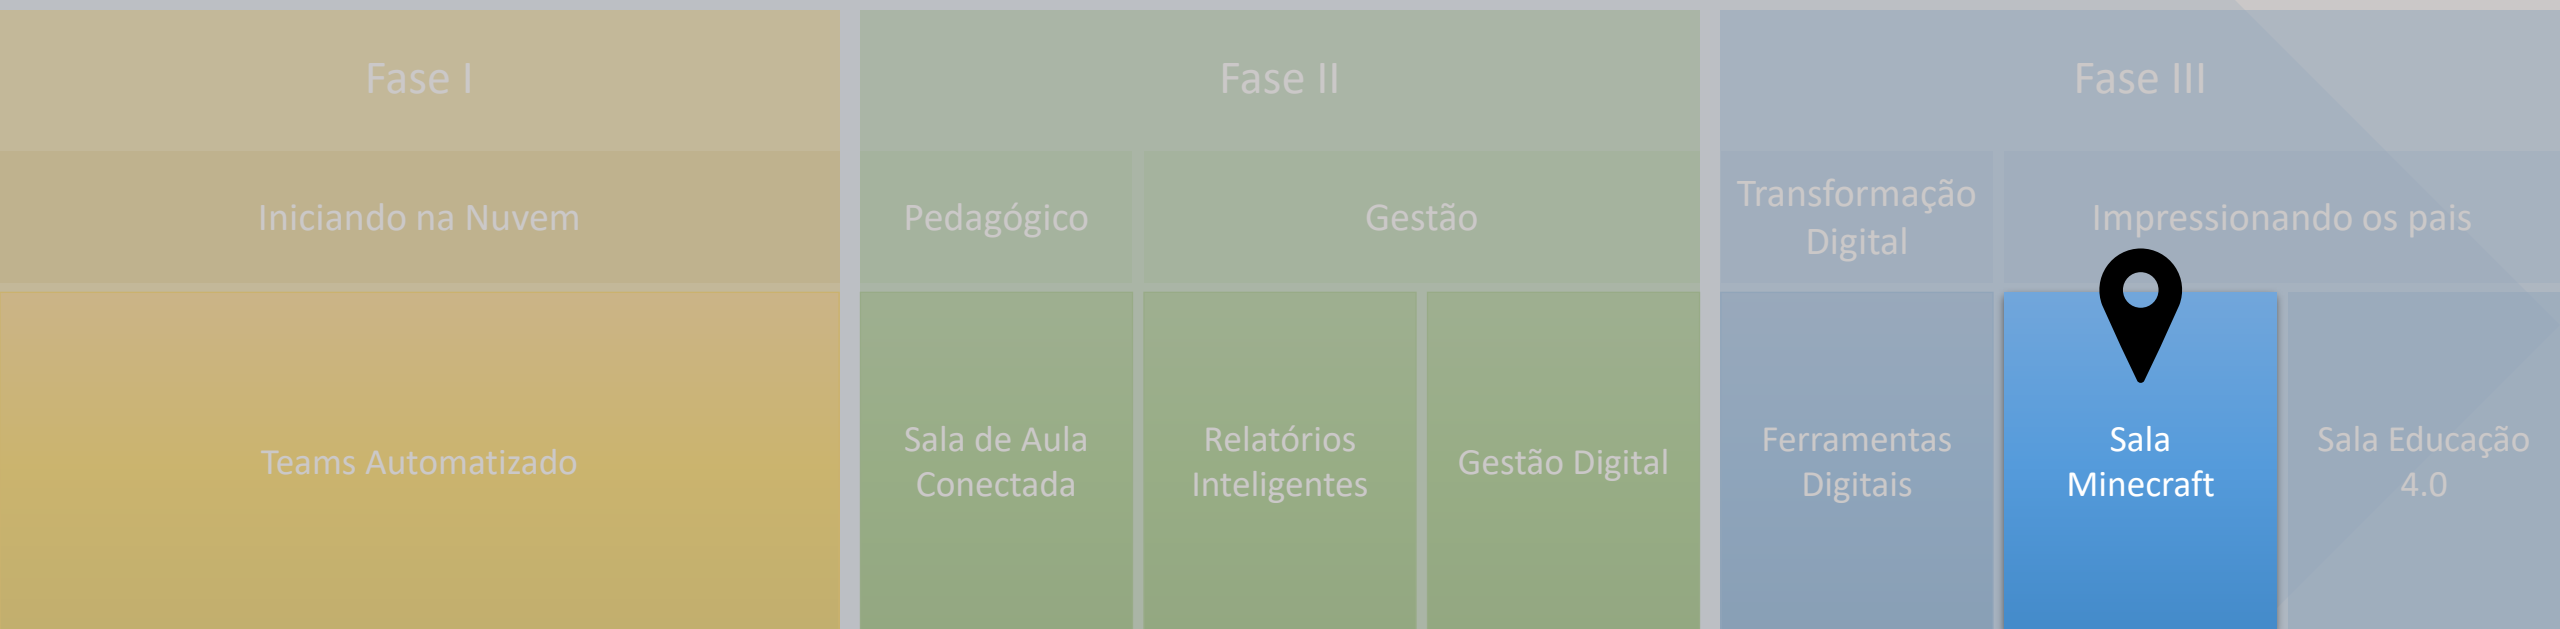 Fase I
Fase II
Fase III
Iniciando na Nuvem
Pedagógico
Gestão
Transformação
Digital
Impressionando os pais
Teams Automatizado
Sala de Aula
Conectada
Relatórios
Inteligentes
Gestão Digital
Ferramentas
Digitais
Sala
Minecraft
Sala Educação
4.0